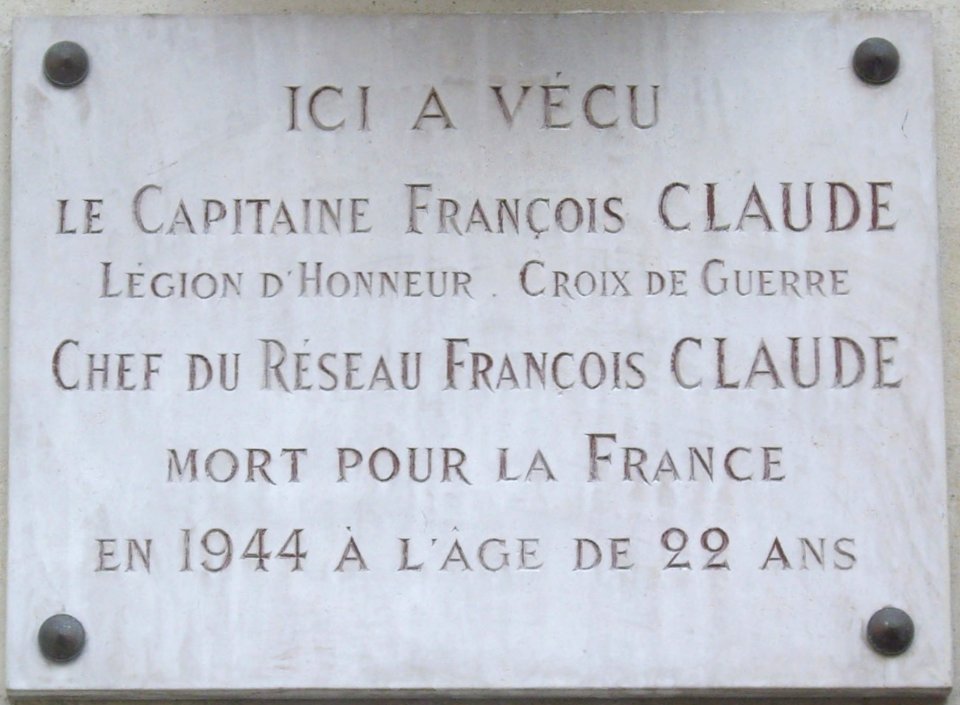 ICI A VÉCU
LE CAPITAINE FRANÇOIS CLAUDE
LÉGION D'HONNEUR . CROIX DE GUERRE
CHEF DU RÉSEAU FRANÇOIS CLAUDE
MORT POUR LA FRANCE
EN 1944 À L'ÂGE DE 22 ANS